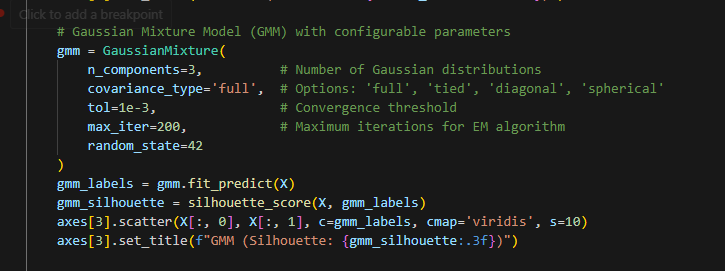 Click to add a breakpoint
# Gaussian Mixture Model (GMM) with configurable parameters
gmm = GaussianMixture(
    n_components=3,           # Number of Gaussian distributions
    covariance_type='full',  # Options: 'full', 'tied', 'diagonal', 'spherical'
    tol=1e-3,                 # Convergence threshold
    max_iter=200,             # Maximum iterations for EM algorithm
    random_state=42
)
gmm_labels = gmm.fit_predict(X)
gmm_silhouette = silhouette_score(X, gmm_labels)
axes[3].scatter(X[:, 0], X[:, 1], c=gmm_labels, cmap='viridis', s=10)
axes[3].set_title(f"GMM (Silhouette: {gmm_silhouette:.3f})")